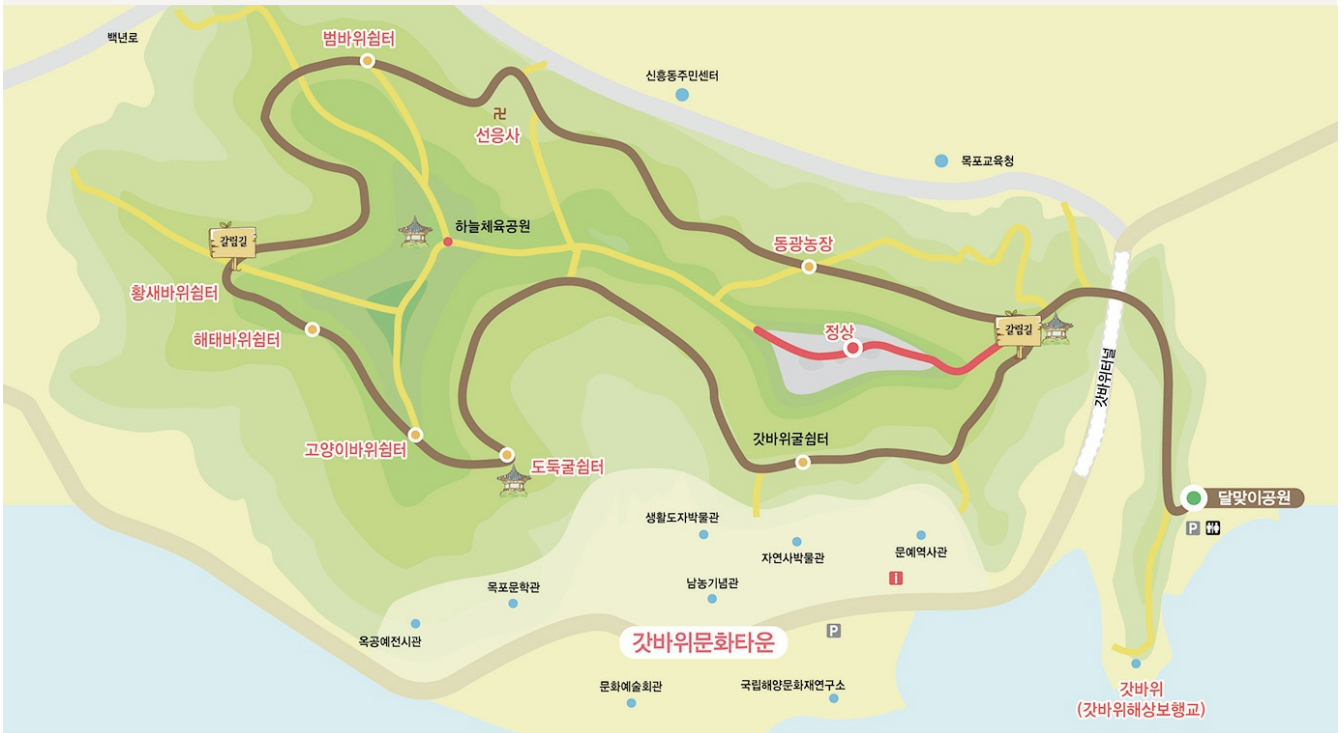 백년로
범바위쉼터
신흥동주민센터
卍
선응사
목포교육청
하늘체육공원
갈림길
동광농장
황새바위쉼터
해태바위쉼터
정상
갈림길
갓바위터널
고양이바위쉼터
도둑굴쉼터
갓바위굴쉼터
달맞이공원
P
생활도자박물관
자연사박물관
문예역사관
i
목포문학관
남농기념관
옥공예전시관
갓바위문화타운
P
문화예술회관
국립해양문화재연구소
갓바위
(갓바위해상보행교)